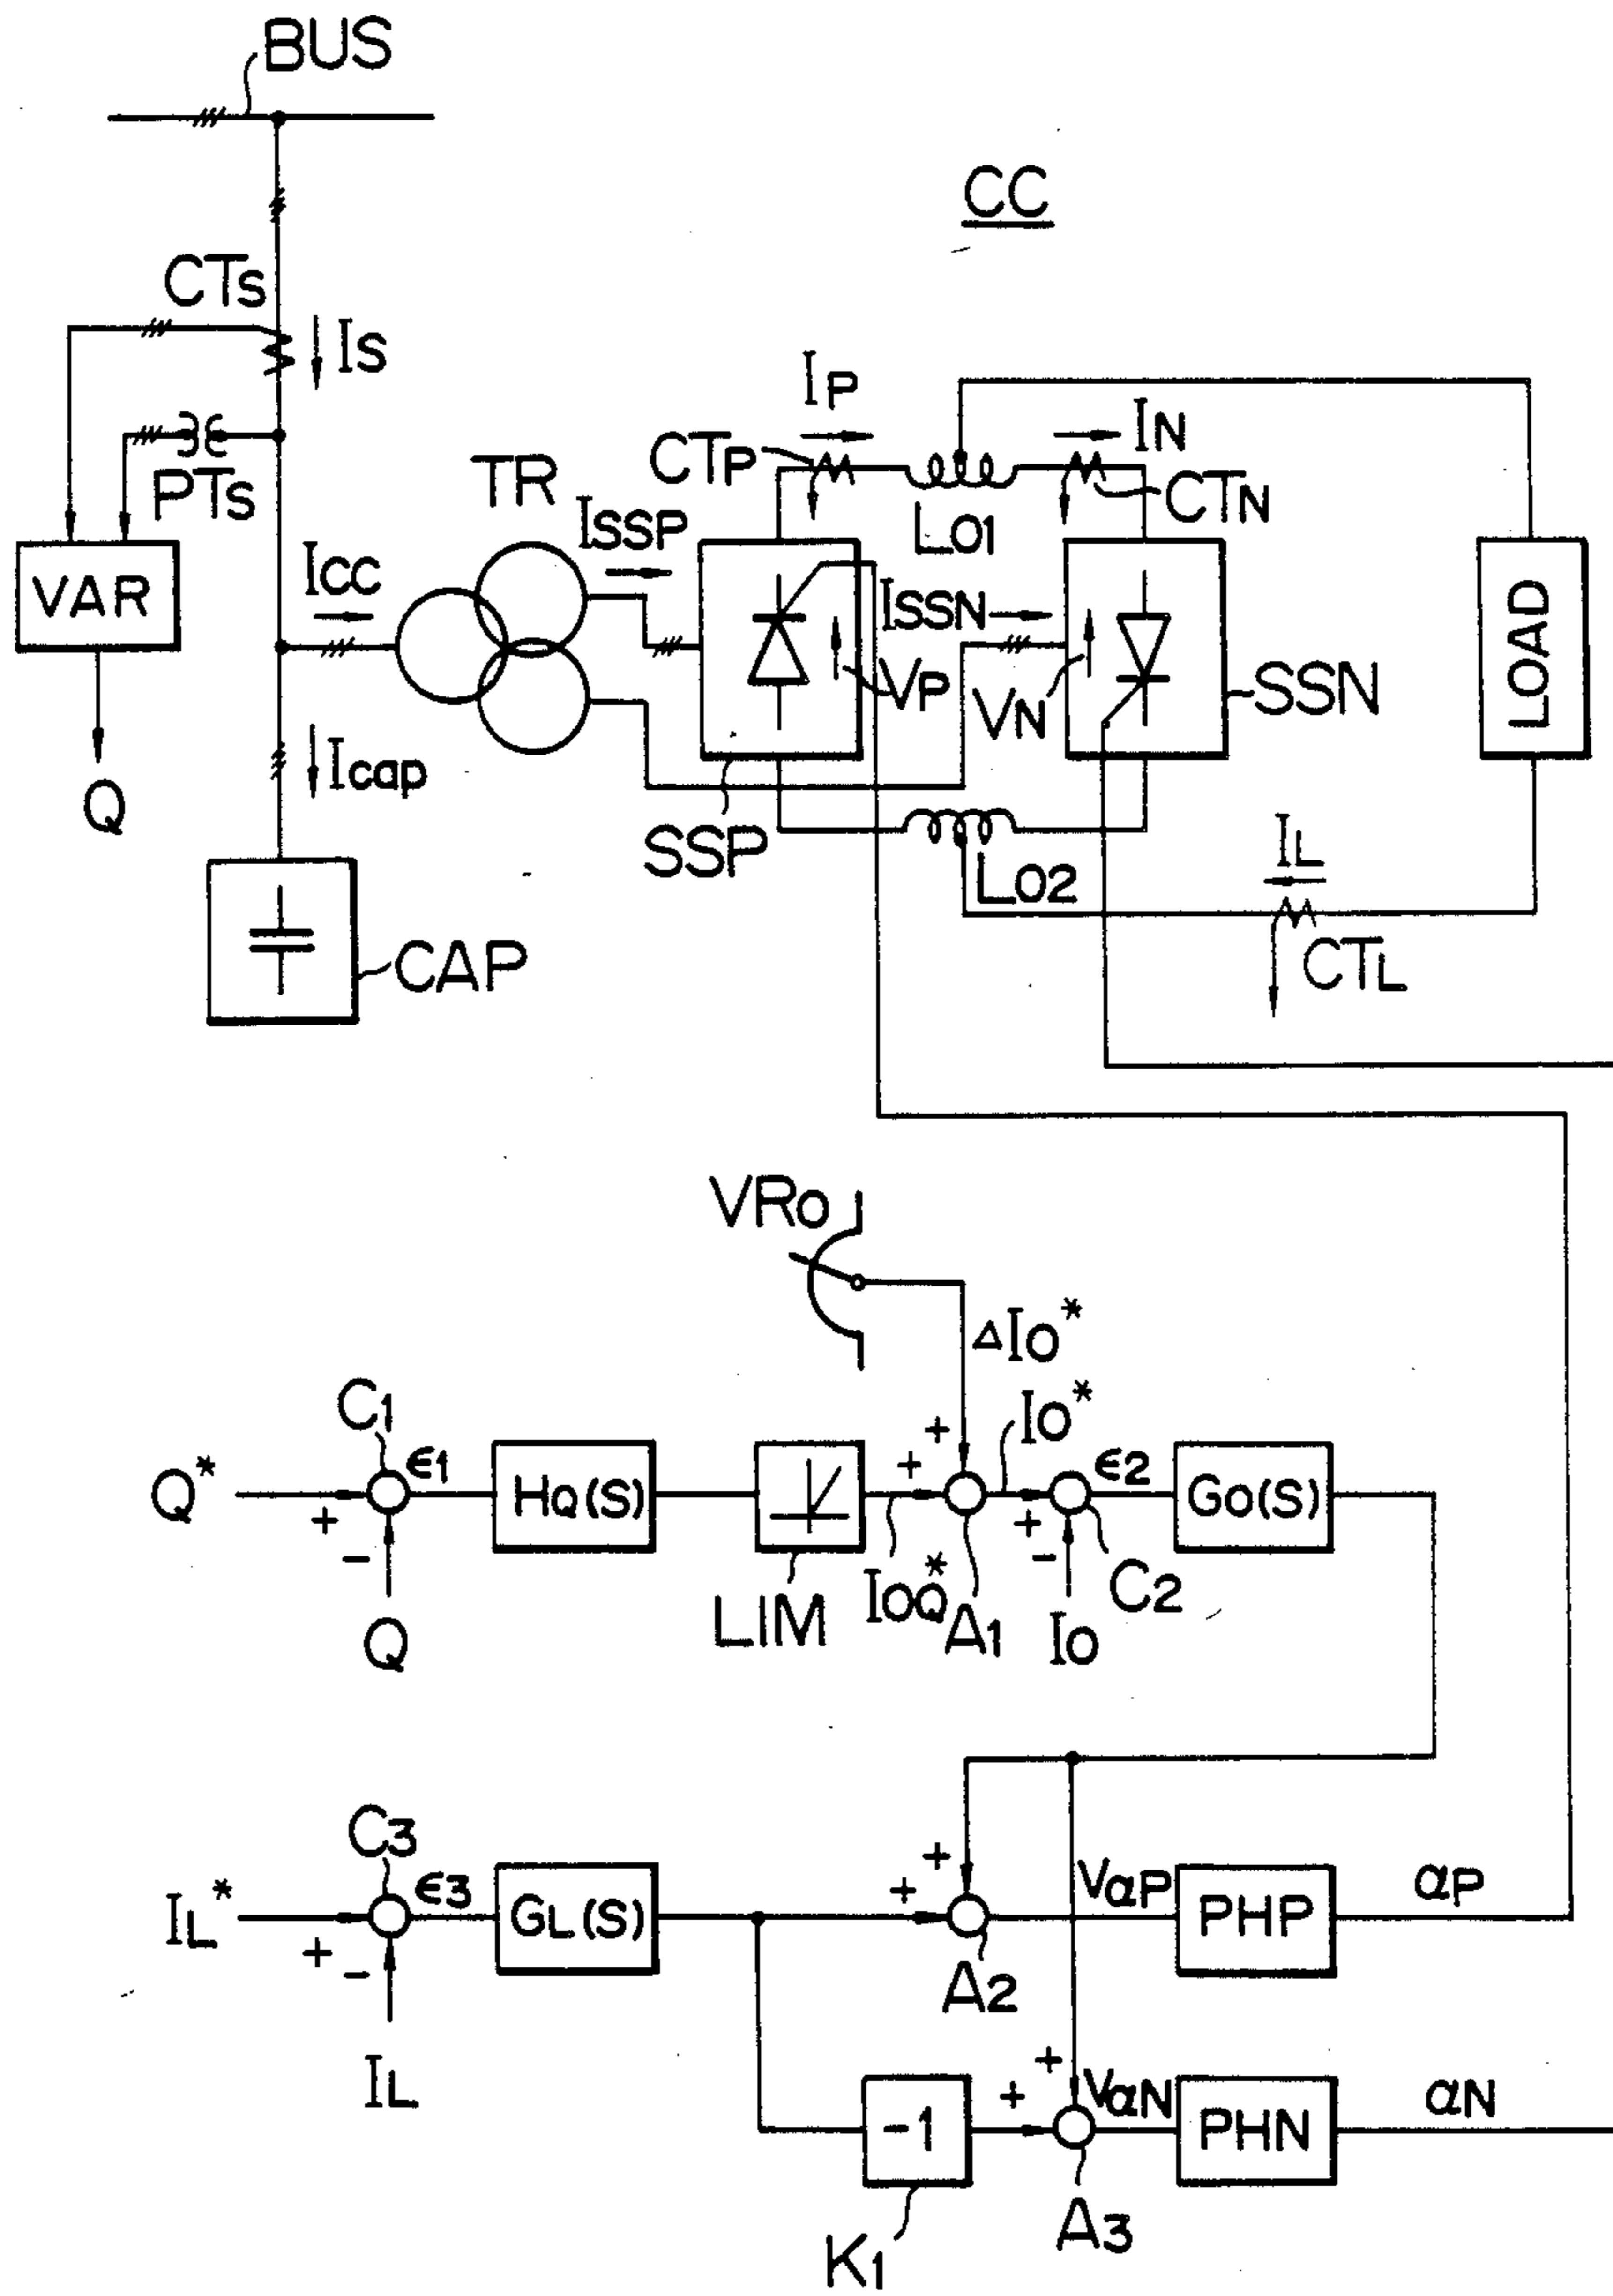 BUS
CC
CTS
IS
IP
IN
CTP
CTN
PTS
TR
ISSP
LO1
VAR
ICC
ISSN
VP
VN
SSN
LOAD
Q
Icap
SSP
LO2
IL
CAP
CTL
VRO
ΔIO*
C1
IO*
Q*
ϵ1
HQ(S)
+
+
ϵ2
GO(S)
+
-
+
-
Q
LIM
IOQ*
A1
IO
C2
C3
+
IL*
ϵ3
GL(S)
+
VαP
PHP
αP
+
-
A2
IL
+
+
VαN
αN
-1
PHN
K1
A3